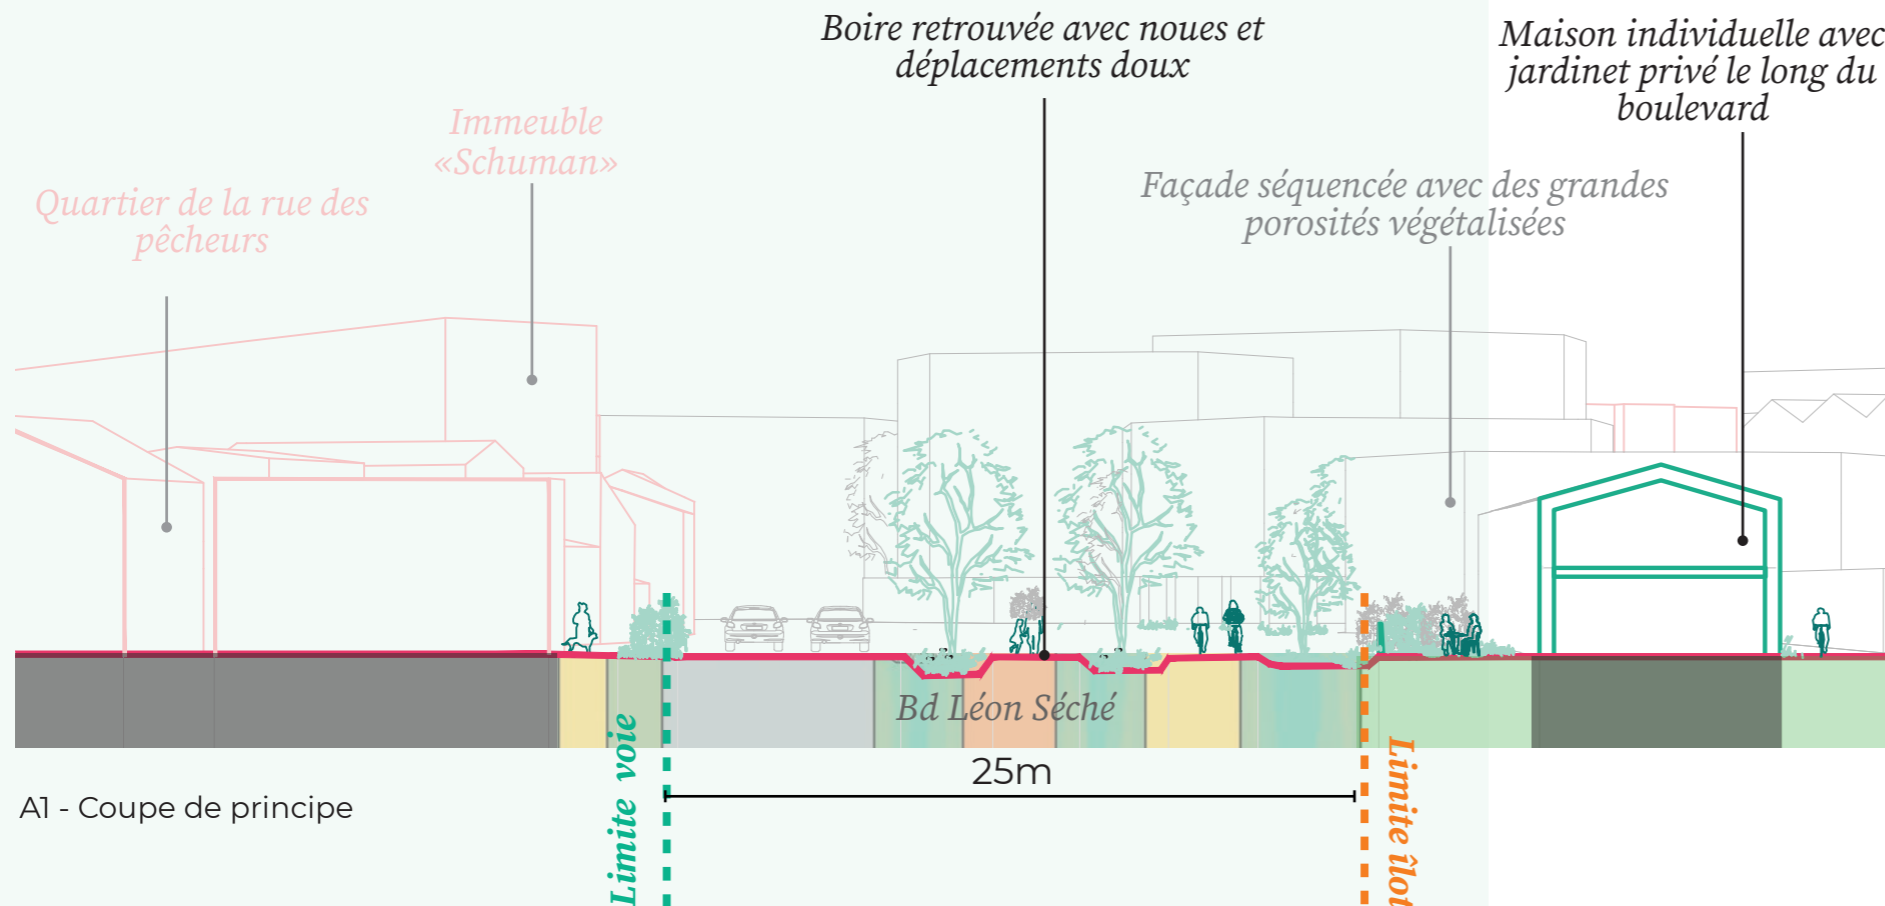 Boire retrouvée avec noues et
déplacements doux
Maison individuelle avec
jardinet privé le long du
boulevard
Immeuble
«Schuman»
Quartier de la rue des
pêcheurs
Façade séquencée avec des grandes
porosités végétalisées
Bd Léon Séché
25m
A1 - Coupe de principe
Limite voie
Limite îlot